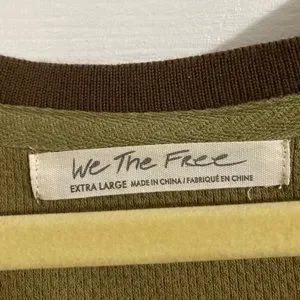 We The Free
EXTRA LARGE MADE IN CHINA / FABRIQUÉ EN CHINE